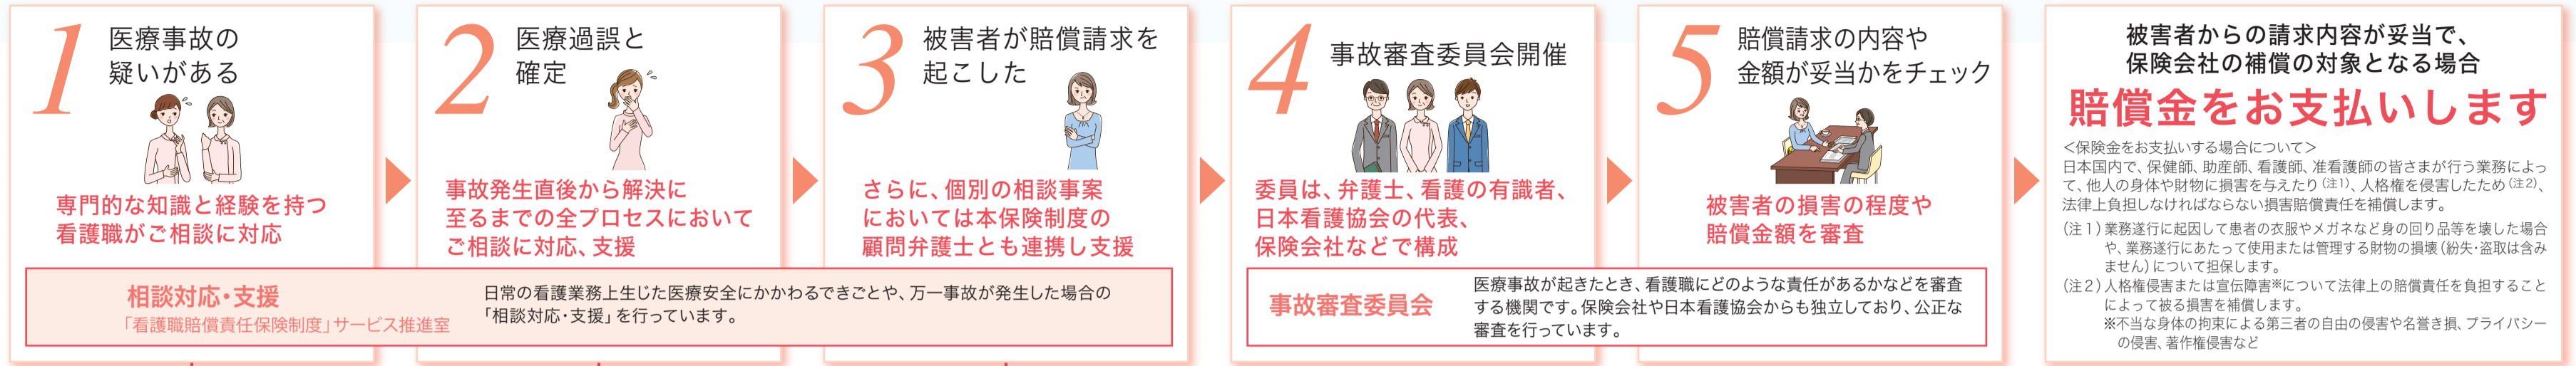 1
医療事故の
疑いがある
専門的な知識と経験を持つ
看護職がご相談に対応
2
医療過誤と
確定
事故発生直後から解決に
至るまでの全プロセスにおいて
ご相談に対応、支援
3
被害者が賠償請求を
起こした
さらに、個別の相談事案
においては本保険制度の
顧問弁護士とも連携し支援
相談対応・支援
「看護職賠償責任保険制度」サービス推進室
日常の看護業務上生じた医療安全にかかわるできごとや、万一事故が発生した場合の
「相談対応・支援」を行っています。
4
事故審査委員会開催
委員は、弁護士、看護の有識者、
日本看護協会の代表、
保険会社などで構成
5
賠償請求の内容や
金額が妥当かをチェック
被害者の損害の程度や
賠償金額を審査
事故審査委員会
医療事故が起きたとき、看護職にどのような責任があるかなどを審査
する機関です。保険会社や日本看護協会からも独立しており、公正な
審査を行っています。
被害者からの請求内容が妥当で、
保険会社の補償の対象となる場合
賠償金をお支払いします
＜保険金をお支払いする場合について＞
日本国内で、保健師、助産師、看護師、准看護師の皆さまが行う業務によっ
て、他人の身体や財物に損害を与えたり（注1）、人格権を侵害したため（注2）、
法律上負担しなければならない損害賠償責任を補償します。
（注１）業務遂行に起因して患者の衣服やメガネなど身の回り品等を壊した場合
や、業務遂行にあたって使用または管理する財物の損壊（紛失・盗取は含み
ません）について担保します。
（注２）人格権侵害または宣伝障害※について法律上の賠償責任を負担すること
によって被る損害を補償します。
※不当な身体の拘束による第三者の自由の侵害や名誉き損、プライバシー
の侵害、著作権侵害など